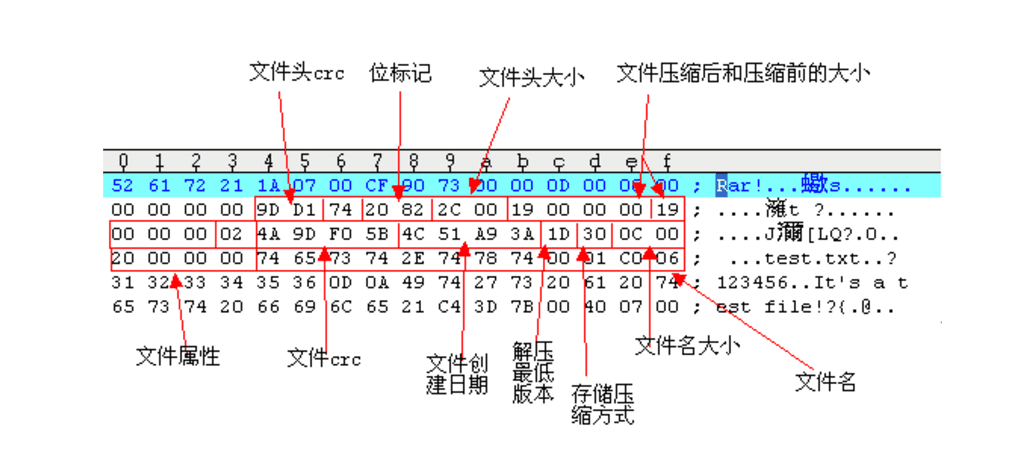 文件头crc 位标记 文件头大小 文件压缩后和压缩前的大小
0 1 2 3 4 5 6 7 8 9 a b c d e f
52 61 72 21 1A 07 00 CF 90 73 00 00 0D 00 00 00 ; Rar!...蠍s......
00 00 00 00 9D D1 74 20 82 2C 00 19 00 00 00 19 ; ....澭t ?......
00 00 00 02 4A 9D F0 5B 4C 51 A9 3A 1D 30 0C 00 ; ....J濔[LQ?.0..
20 00 00 00 74 65 73 74 2E 74 78 74 00 01 C0 06 ; ...test.txt..?
31 32 33 34 35 36 0D 0A 49 74 27 73 20 61 20 74 ; 123456..It's a t
65 73 74 20 66 69 6C 65 21 C4 3D 7B 00 40 07 00 ; est file!?{.@..
文件属性 文件crc 文件创建日期 解压最低版本 存储压缩方式 文件名大小 文件名